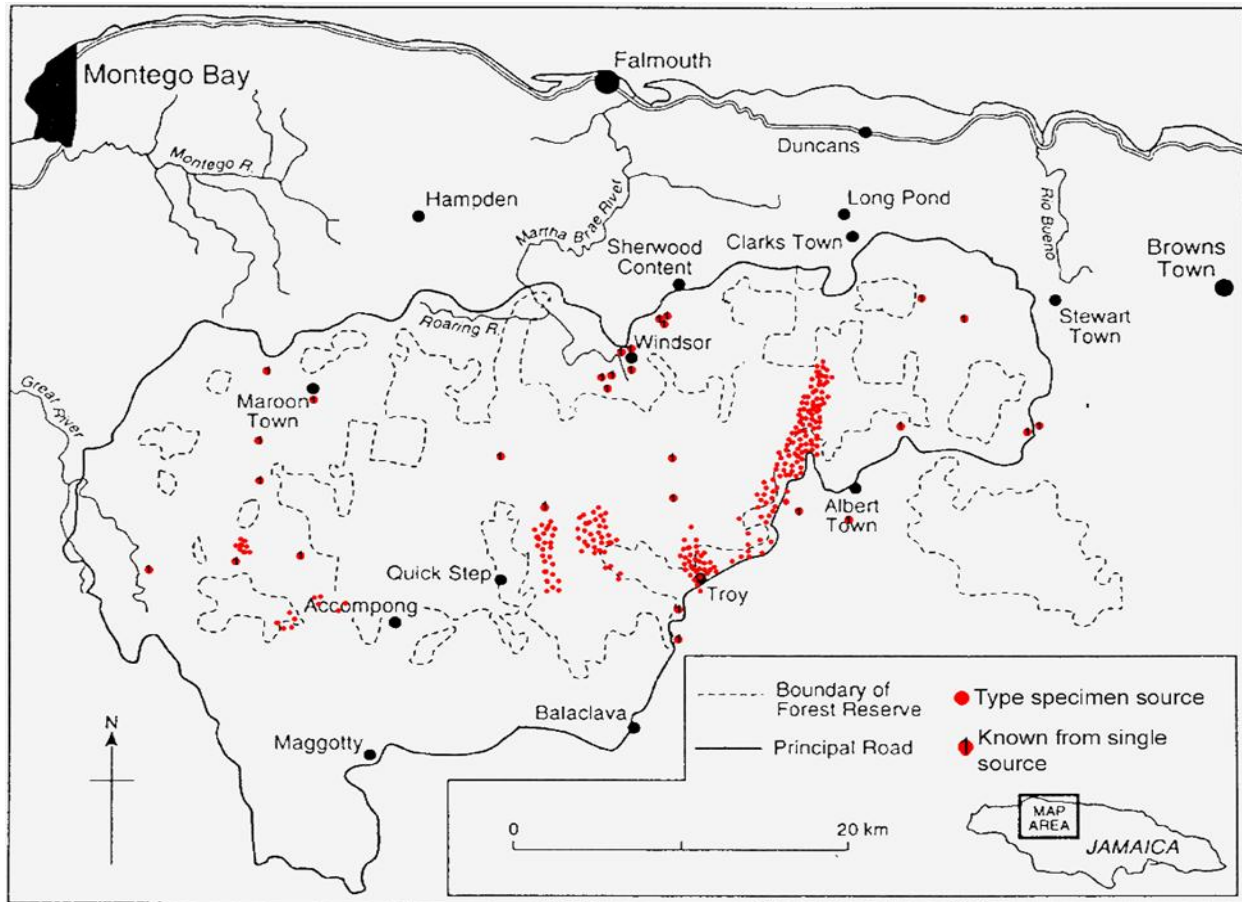 Montego Bay
Falmouth
Duncans
Montego R.
Hampden
Martha Brae River
Long Pond
Clarks Town
Rio Bueno
Browns
Town
Sherwood
Content
Stewart
Town
Roaring R.
Windsor
Great River
Maroon
Town
Albert
Town
Quick Step
Troy
Accompong
Balaclava
Maggotty
N
Boundary of
Forest Reserve
Principal Road
Type specimen source
Known from single
source
0
20 km
MAP
AREA
JAMAICA